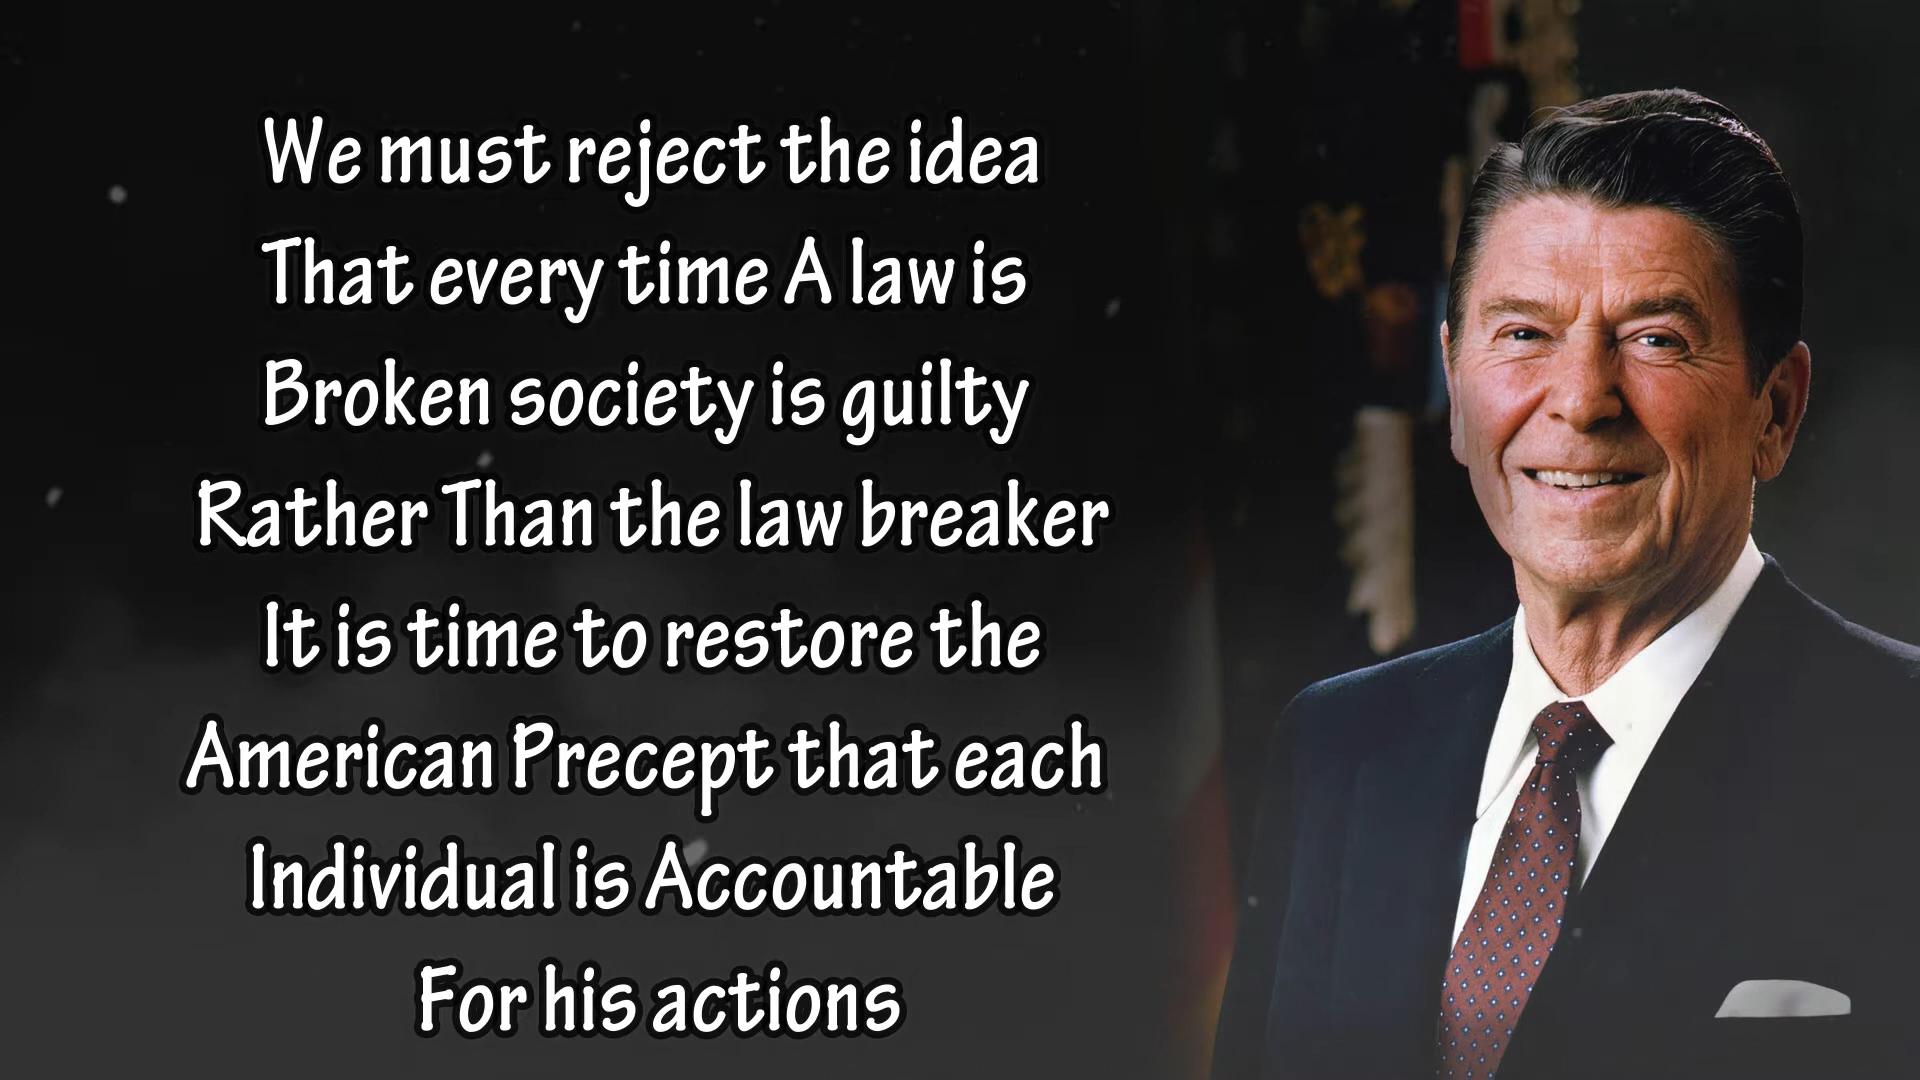 We must reject the idea
That every time A law is
Broken society is guilty
Rather Than the law breaker
It is time to restore the
American Precept that each
Individual is Accountable
For his actions